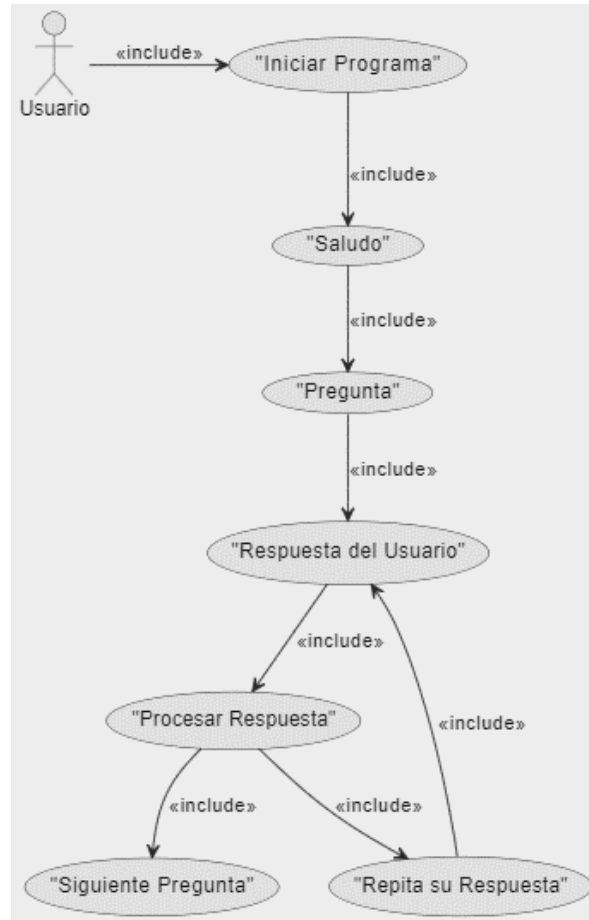 «include»
"Iniciar Programa"
Usuario
«include»
"Saludo"
«include»
"Pregunta"
«include»
"Respuesta del Usuario"
«include»
"Procesar Respuesta"
«include»
«include»
«include»
"Siguiente Pregunta"
"Repita su Respuesta"